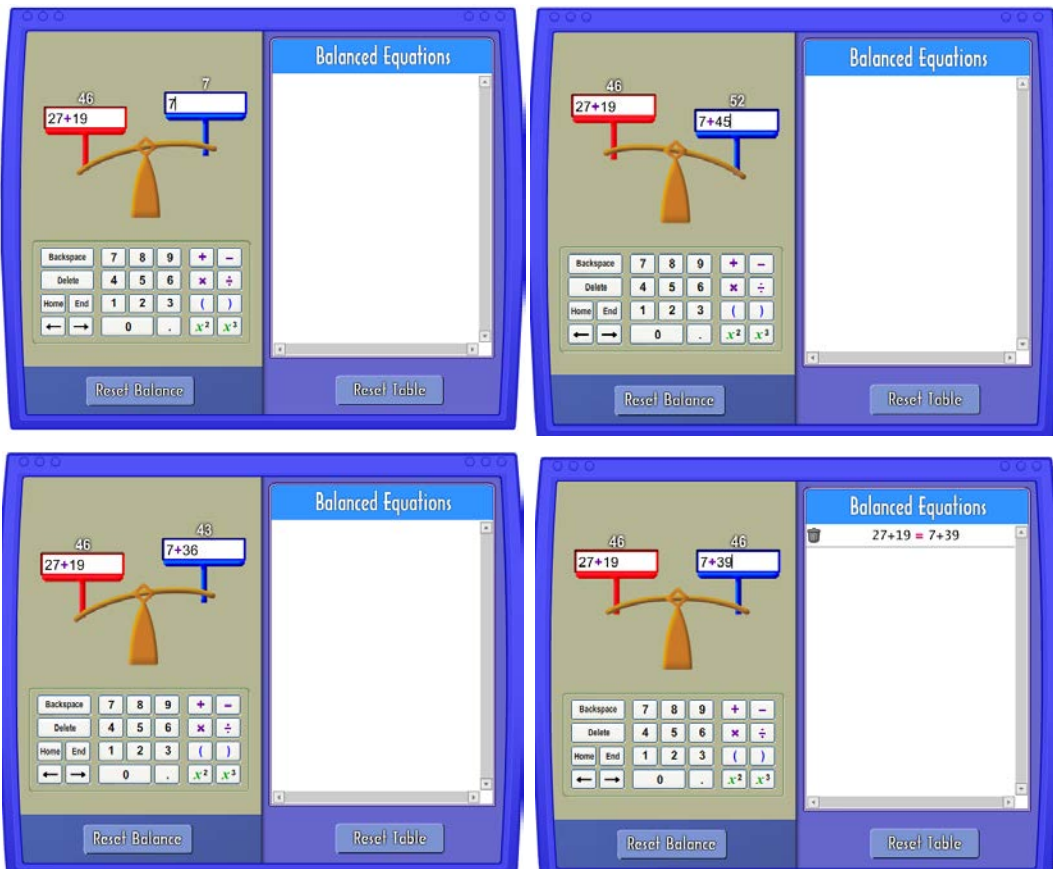 Balanced Equations
46
7
27+19
7
Backspace 7 8 9 + −
Delete 4 5 6 × ÷
Home End 1 2 3 ( )
← → 0 . x² x³
Reset Balance
Reset Table
Balanced Equations
46
52
27+19
7+45
Backspace 7 8 9 + −
Delete 4 5 6 × ÷
Home End 1 2 3 ( )
← → 0 . x² x³
Reset Balance
Reset Table
Balanced Equations
46
43
27+19
7+36
Backspace 7 8 9 + −
Delete 4 5 6 × ÷
Home End 1 2 3 ( )
← → 0 . x² x³
Reset Balance
Reset Table
Balanced Equations
27+19 = 7+39
46 46
27+19 7+39
Backspace 7 8 9 + −
Delete 4 5 6 × ÷
Home End 1 2 3 ( )
← → 0 . x² x³
Reset Balance
Reset Table